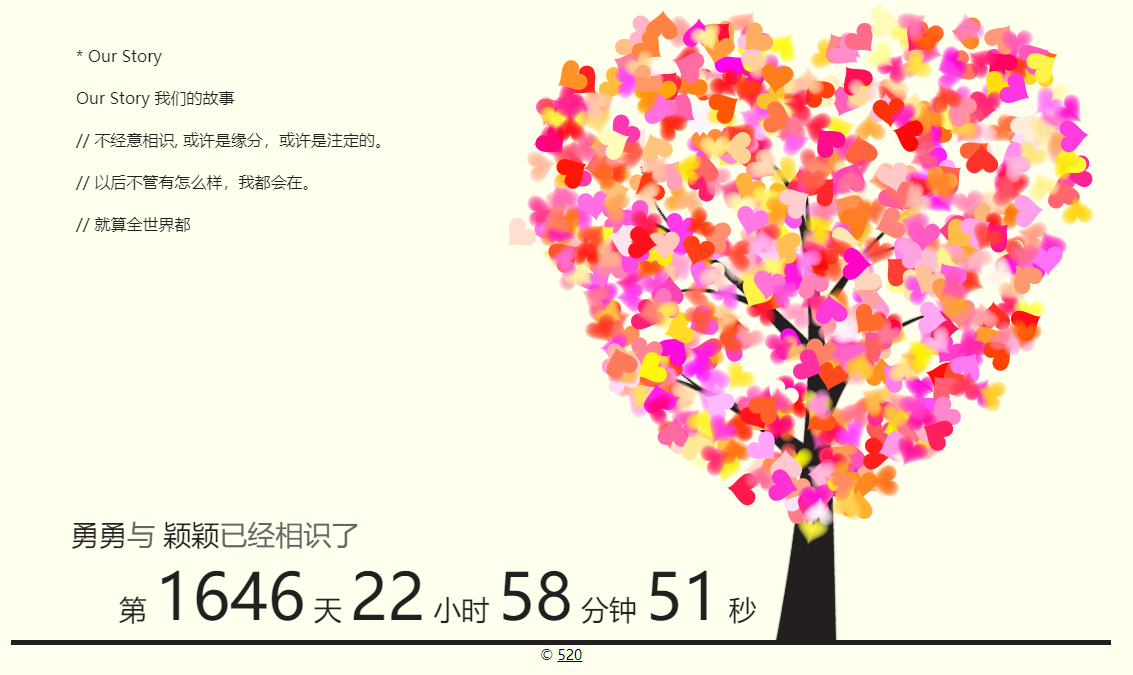 * Our Story
Our Story 我们的故事
// 不经意相识, 或许是缘分，或许是注定的。
// 以后不管有怎么样，我都会在。
// 就算全世界都
勇勇与 颖颖已经相识了
第 1646 天 22 小时 58 分钟 51 秒
© 520